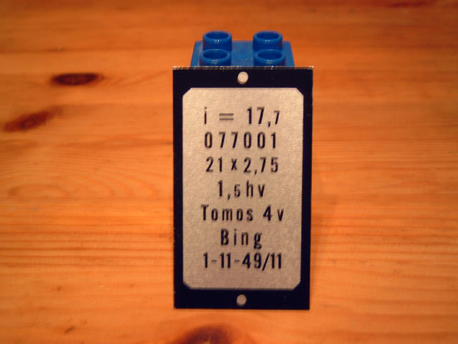 i = 17,7
077001
21 x 2,75
1,5hv
Tomos 4v
Bing
1-11-49/11